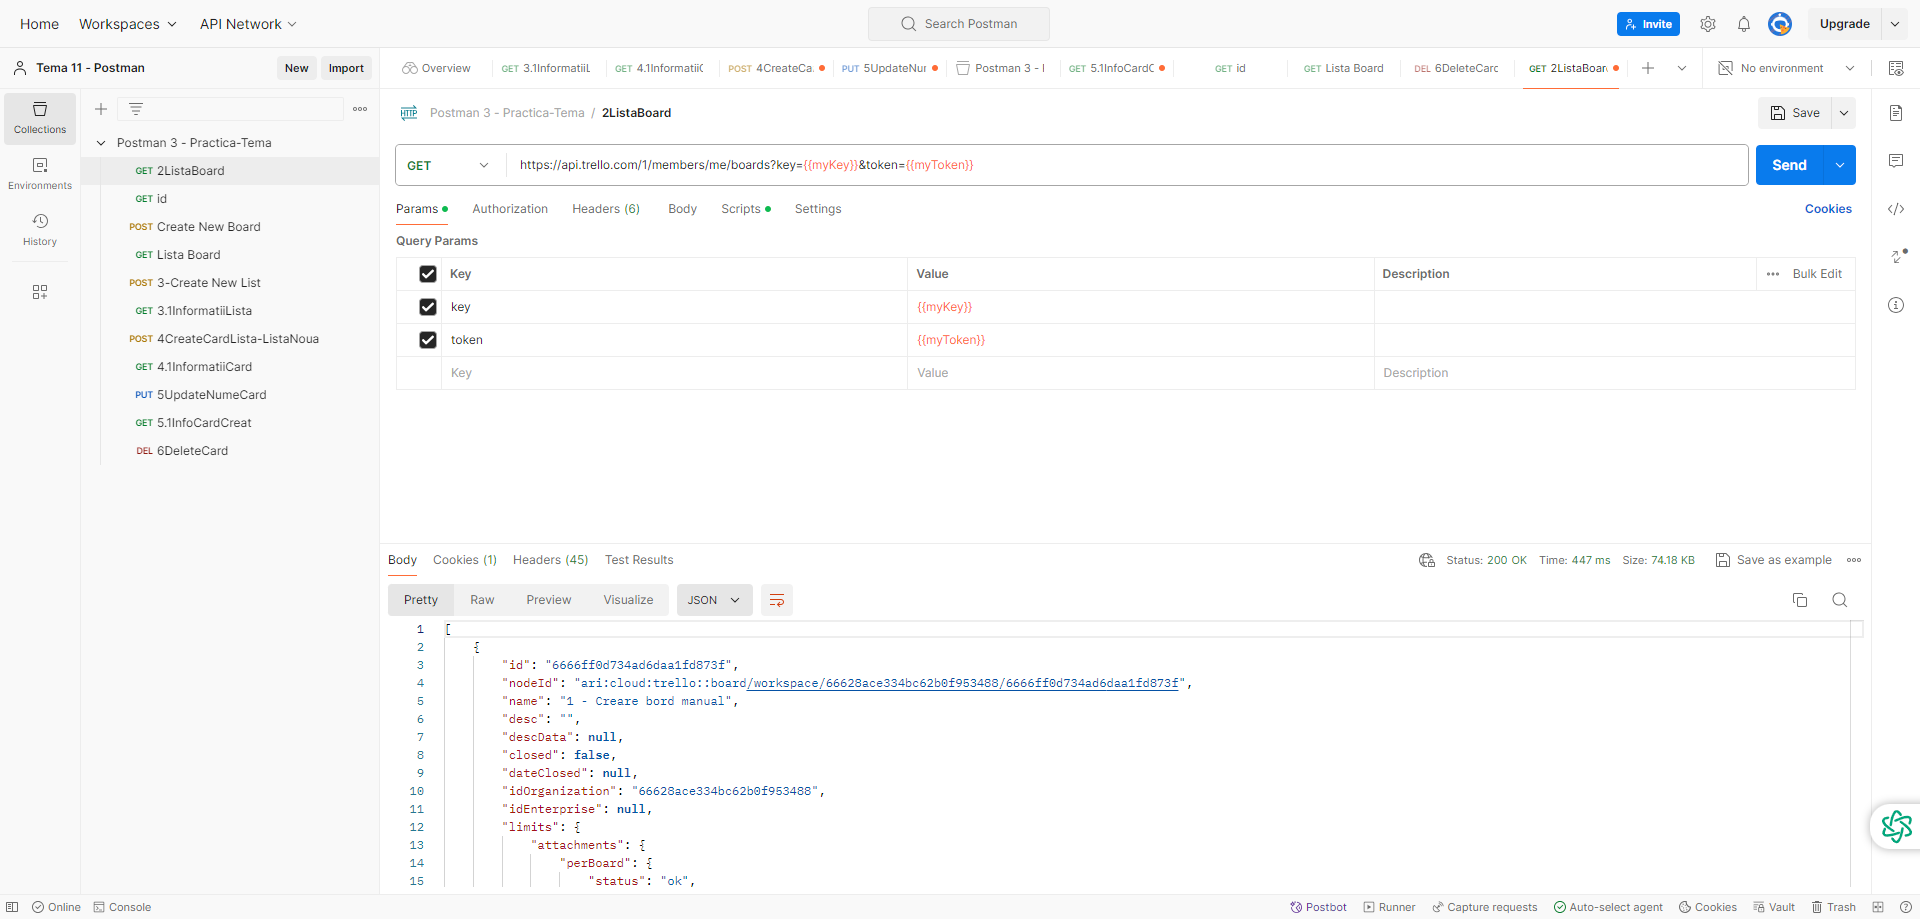 Home Workspaces API Network Search Postman Invite Upgrade
Tema 11 - Postman New Import Overview GET 3.1InformatiiL GET 4.1Informatii( POST 4CreateCa. PUT 5UpdateNur Postman 3 - I GET 5.1InfoCardC GET id GET Lista Board DEL 6DeleteCarc GET 2ListaBoar No environment
Collections
Environments
History
Postman 3 - Practica-Tema
GET 2ListaBoard
GET id
POST Create New Board
GET Lista Board
POST 3-Create New List
GET 3.1InformatiiLista
POST 4CreateCardLista-ListaNoua
GET 4.1InformatiiCard
PUT 5UpdateNumeCard
GET 5.1InfoCardCreat
DEL 6DeleteCard
HTTP Postman 3 - Practica-Tema / 2ListaBoard Save
GET https://api.trello.com/1/members/me/boards?key={{myKey}}&token={{myToken}} Send
Params Authorization Headers (6) Body Scripts Settings Cookies
Query Params
Key Value Description Bulk Edit
key {{myKey}}
token {{myToken}}
Key Value Description
Body Cookies (1) Headers (45) Test Results Status: 200 OK Time: 447 ms Size: 74.18 KB Save as example
Pretty Raw Preview Visualize JSON
1 [
2 {
3 "id": "6666ff0d734ad6daa1fd873f",
4 "nodeId": "ari:cloud:trello::board/workspace/66628ace334bc62b0f953488/6666ff0d734ad6daa1fd873f",
5 "name": "1 - Creare bord manual",
6 "desc": "",
7 "descData": null,
8 "closed": false,
9 "dateClosed": null,
10 "idOrganization": "66628ace334bc62b0f953488",
11 "idEnterprise": null,
12 "limits": {
13 "attachments": {
14 "perBoard": {
15 "status": "ok",
Online Console Postbot Runner Capture requests Auto-select agent Cookies Vault Trash